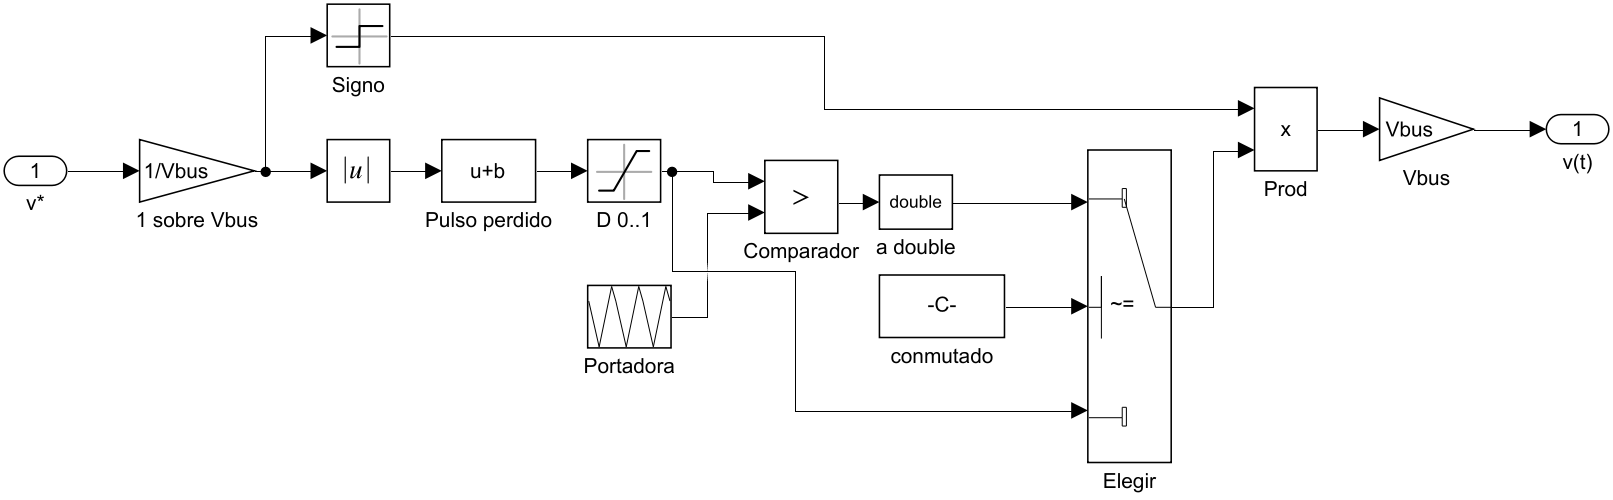 Signo
1
v*
1/Vbus
1 sobre Vbus
|u|
u+b
Pulso perdido
D 0..1
>
Comparador
double
a double
Portadora
-C-
conmutado
~=
Elegir
x
Prod
Vbus
Vbus
1
v(t)